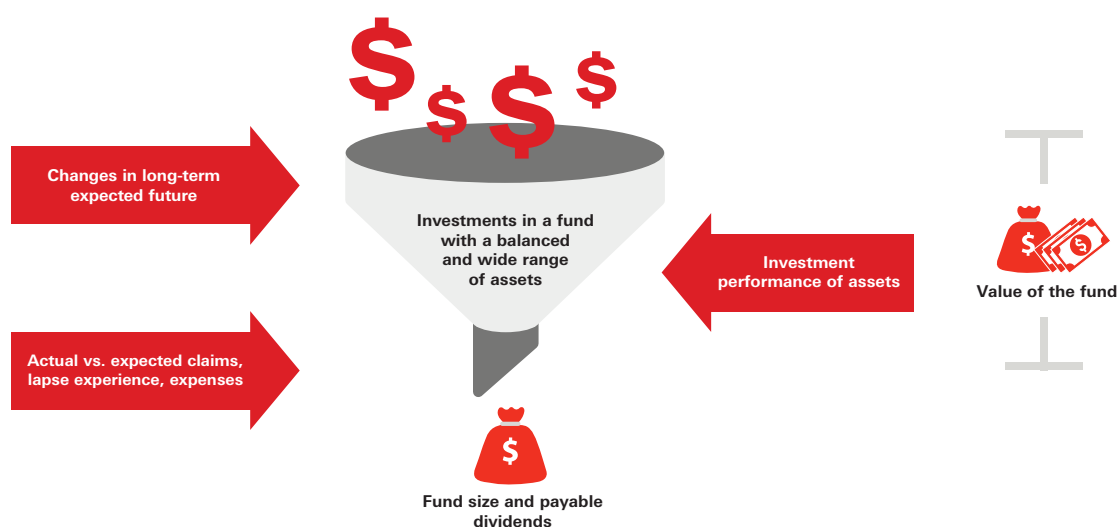 $ $ $ $
Changes in long-term
expected future
Investments in a fund
with a balanced
and wide range
of assets
Investment
performance of assets
$ $
Value of the fund
Actual vs. expected claims,
lapse experience, expenses
$
Fund size and payable
dividends